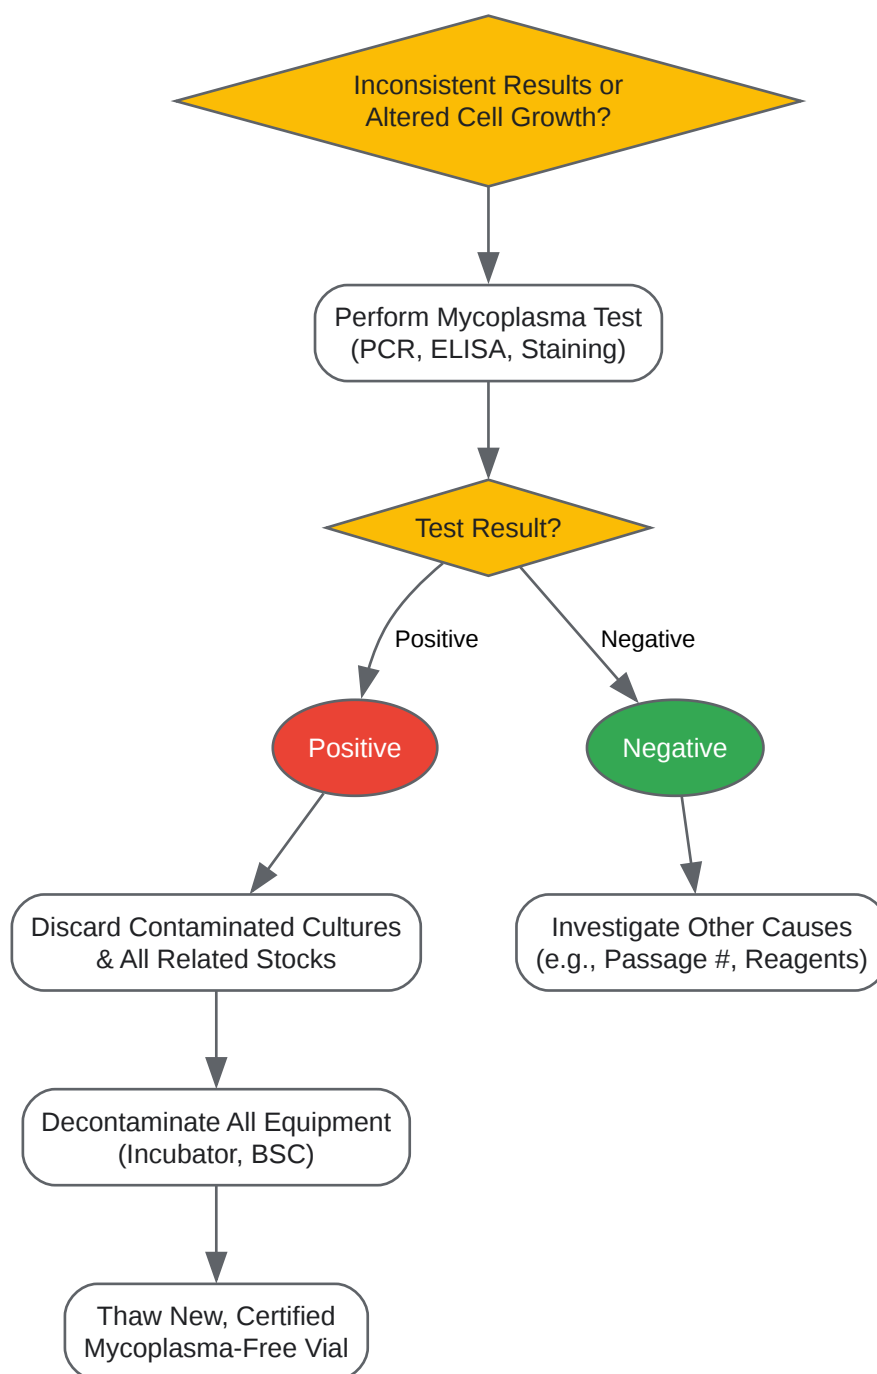 Inconsistent Results or
Altered Cell Growth?
Perform Mycoplasma Test
(PCR, ELISA, Staining)
Test Result?
Positive
Negative
Positive
Negative
Discard Contaminated Cultures
& All Related Stocks
Investigate Other Causes
(e.g., Passage #, Reagents)
Decontaminate All Equipment
(Incubator, BSC)
Thaw New, Certified
Mycoplasma-Free Vial